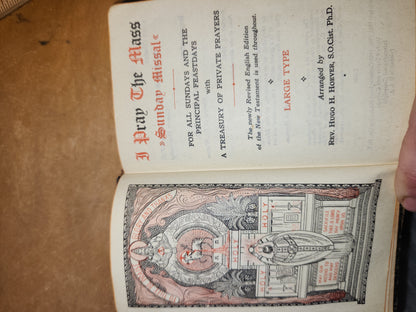 I Pray The Mass
»Sunday Missal«
FOR ALL SUNDAYS AND THE
PRINCIPAL FEASTDAYS
with
A TREASURY OF PRIVATE PRAYERS
The newly Revised English Edition
of the New Testament is used throughout.
LARGE TYPE
Arranged by
REV. HUGO H. HOEVER, S.O.Cist. Ph.D.
HOLY